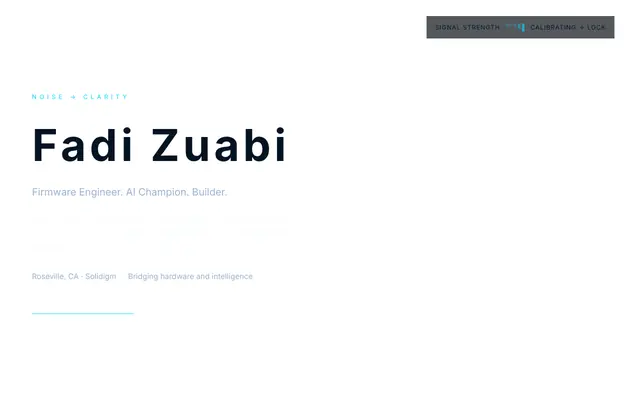 SIGNAL STRENGTH CALIBRATING → LOCK
NOISE → CLARITY
Fadi Zuabi
Firmware Engineer. AI Champion. Builder.
Roseville, CA · Solidigm Bridging hardware and intelligence